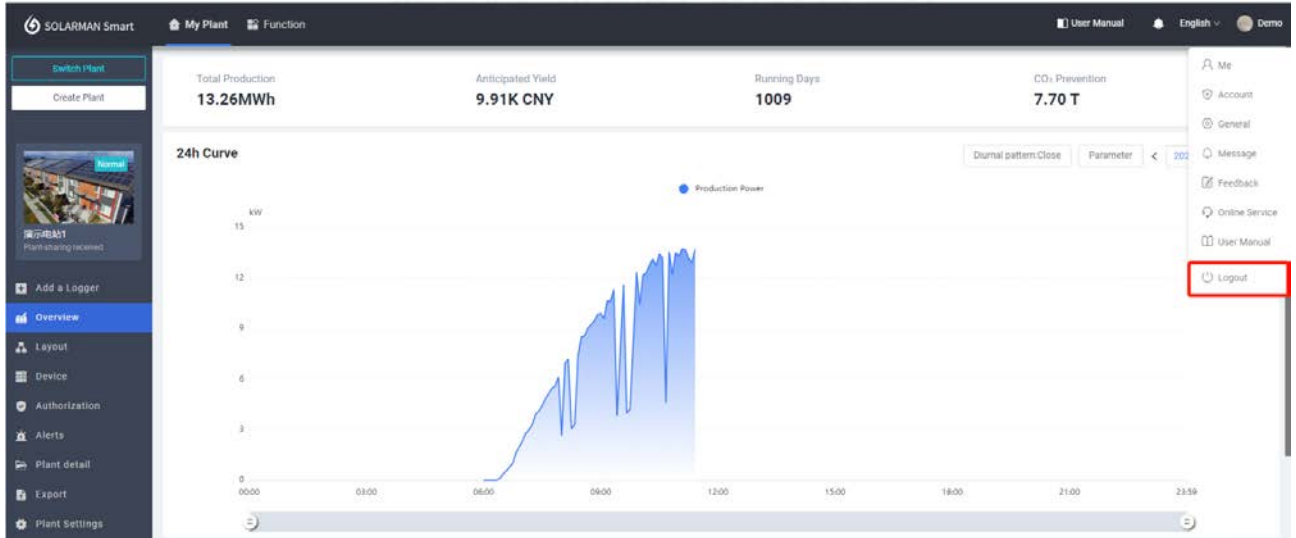 SOLARMAN Smart
My Plant
Function
User Manual
English
Demo
Switch Plant
Create Plant
Normal
演示电站1
Plant sharing received
Add a Logger
Overview
Layout
Device
Authorization
Alerts
Plant detail
Export
Plant Settings
Total Production
13.26MWh
Anticipated Yield
9.91K CNY
Running Days
1009
CO₂ Prevention
7.70 T
24h Curve
Diurnal pattern:Close
Parameter
202
Production Power
kW
15
12
9
6
3
0
00:00
03:00
06:00
09:00
12:00
15:00
18:00
21:00
23:59
Me
Account
General
Message
Feedback
Online Service
User Manual
Logout